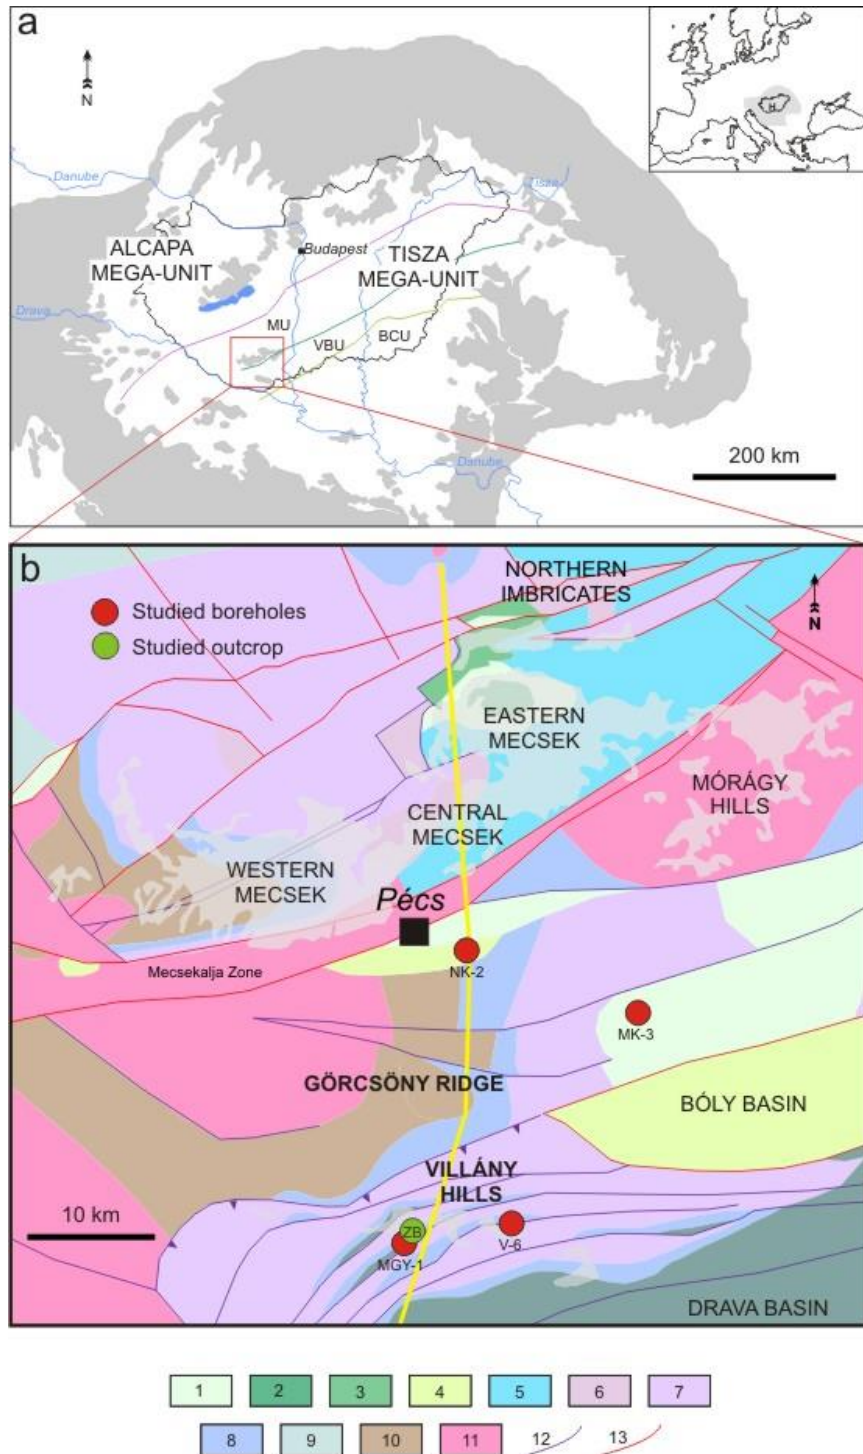 a
N
H
Danube
Tisza
ALCAPA
MEGA-UNIT
Budapest
TISZA
MEGA-UNIT
Drava
MU
VBU
BCU
Danube
200 km
b
NORTHERN
IMBRICATES
Studied boreholes
Studied outcrop
N
EASTERN
MECSEK
MÓRÁGY
HILLS
CENTRAL
MECSEK
WESTERN
MECSEK
Pécs
Mecsekalja Zone
NK-2
MK-3
GÖRCSÖNY RIDGE
BÓLY BASIN
VILLÁNY
HILLS
10 km
ZB
V-6
MGY-1
DRAVA BASIN
1 2 3 4 5 6 7
8 9 10 11 12 13